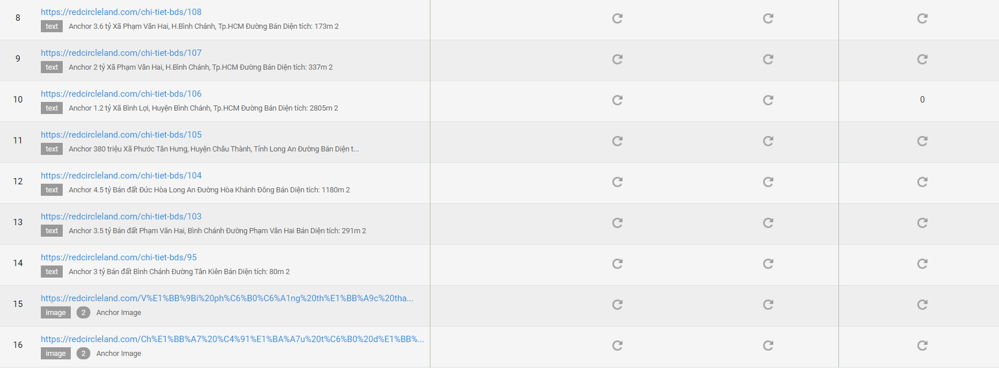 8
https://redcircleland.com/chi-tiet-bds/108
text Anchor 3.6 tỷ Xã Phạm Văn Hai, H.Bình Chánh, Tp.HCM Đường Bán Diện tích: 173m 2
9
https://redcircleland.com/chi-tiet-bds/107
text Anchor 2 tỷ Xã Phạm Văn Hai, H.Bình Chánh, Tp.HCM Đường Bán Diện tích: 337m 2
10
https://redcircleland.com/chi-tiet-bds/106
0
text Anchor 1.2 tỷ Xã Bình Lợi, Huyện Bình Chánh, Tp.HCM Đường Bán Diện tích: 2805m 2
11
https://redcircleland.com/chi-tiet-bds/105
text Anchor 380 triệu Xã Phước Tân Hưng, Huyện Châu Thành, Tỉnh Long An Đường Bán Diện t...
12
https://redcircleland.com/chi-tiet-bds/104
text Anchor 4.5 tỷ Bán đất Đức Hòa Long An Đường Hòa Khánh Đông Bán Diện tích: 1180m 2
13
https://redcircleland.com/chi-tiet-bds/103
text Anchor 3.5 tỷ Bán đất Phạm Văn Hai, Bình Chánh Đường Phạm Văn Hai Bán Diện tích: 291m 2
14
https://redcircleland.com/chi-tiet-bds/95
text Anchor 3 tỷ Bán đất Bình Chánh Đường Tân Kiên Bán Diện tích: 80m 2
15
https://redcircleland.com/V%E1%BB%9Bi%20ph%C6%B0%C6%A1ng%20th%E1%BB%A9c%20tha...
image 2 Anchor Image
16
https://redcircleland.com/Ch%E1%BB%A7%20%C4%91%E1%BA%A7u%20t%C6%B0%20d%E1%BB%...
image 2 Anchor Image